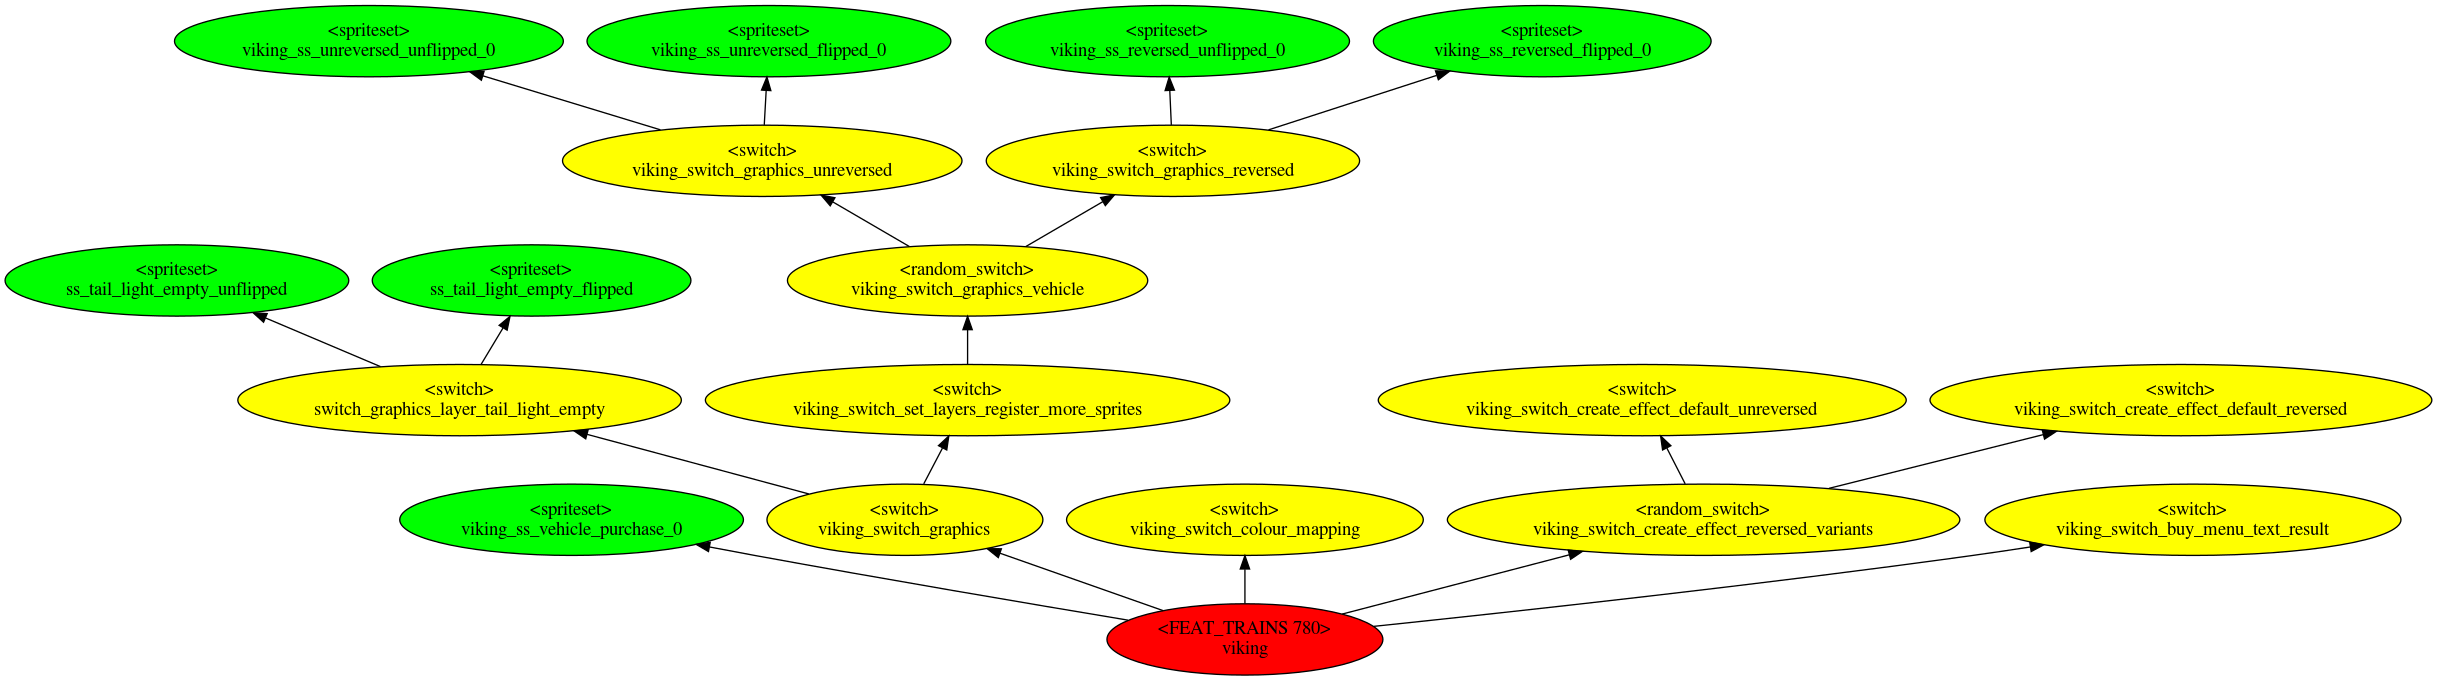 <spriteset>
viking_ss_unreversed_unflipped_0
<spriteset>
viking_ss_unreversed_flipped_0
<spriteset>
viking_ss_reversed_unflipped_0
<spriteset>
viking_ss_reversed_flipped_0
<switch>
viking_switch_graphics_unreversed
<switch>
viking_switch_graphics_reversed
<spriteset>
ss_tail_light_empty_unflipped
<spriteset>
ss_tail_light_empty_flipped
<random_switch>
viking_switch_graphics_vehicle
<switch>
switch_graphics_layer_tail_light_empty
<switch>
viking_switch_set_layers_register_more_sprites
<switch>
viking_switch_create_effect_default_unreversed
<switch>
viking_switch_create_effect_default_reversed
<spriteset>
viking_ss_vehicle_purchase_0
<switch>
viking_switch_graphics
<switch>
viking_switch_colour_mapping
<random_switch>
viking_switch_create_effect_reversed_variants
<switch>
viking_switch_buy_menu_text_result
<FEAT_TRAINS 780>
viking